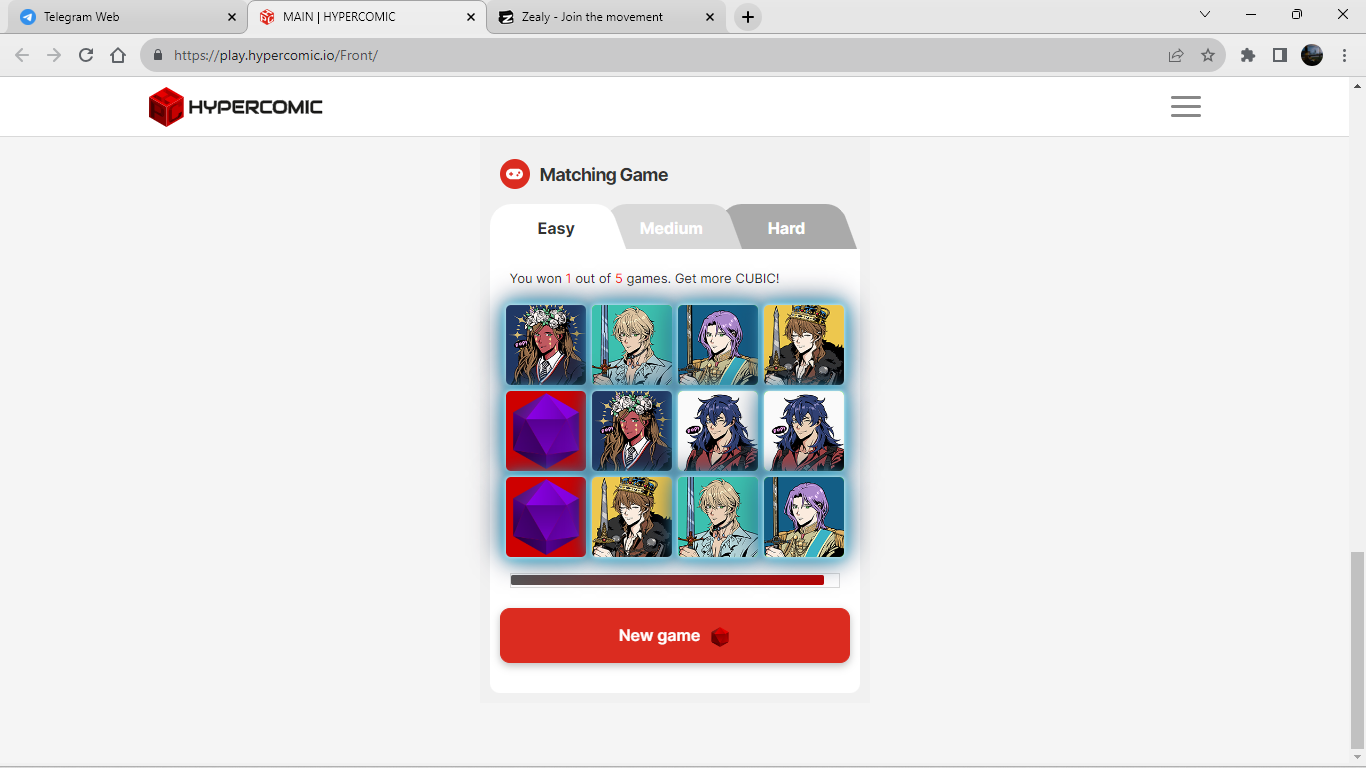 Telegram Web
MAIN | HYPERCOMIC
Zealy - Join the movement
https://play.hypercomic.io/Front/
HYPERCOMIC
Matching Game
Easy
Medium
Hard
You won 1 out of 5 games. Get more CUBIC!
New game